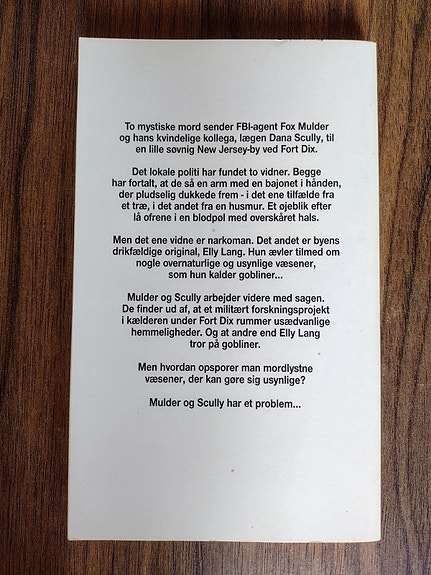 To mystiske mord sender FBI-agent Fox Mulder
og hans kvindelige kollega, lægen Dana Scully, til
en lille søvnig New Jersey-by ved Fort Dix.
Det lokale politi har fundet to vidner. Begge
har fortalt, at de så en arm med en bajonet i hånden,
der pludselig dukkede frem - i det ene tilfælde fra
et træ, i det andet fra en husmur. Et øjeblik efter
lå ofrene i en blodpøl med overskåret hals.
Men det ene vidne er narkoman. Det andet er byens
drikfældige original, Elly Lang. Hun ævler tilmed om
nogle overnaturlige og usynlige væsener,
som hun kalder gobliner...
Mulder og Scully arbejder videre med sagen.
De finder ud af, at et militært forskningsprojekt
i kælderen under Fort Dix rummer usædvanlige
hemmeligheder. Og at andre end Elly Lang
tror på gobliner.
Men hvordan opsporer man mordlystne
væsener, der kan gøre sig usynlige?
Mulder og Scully har et problem...